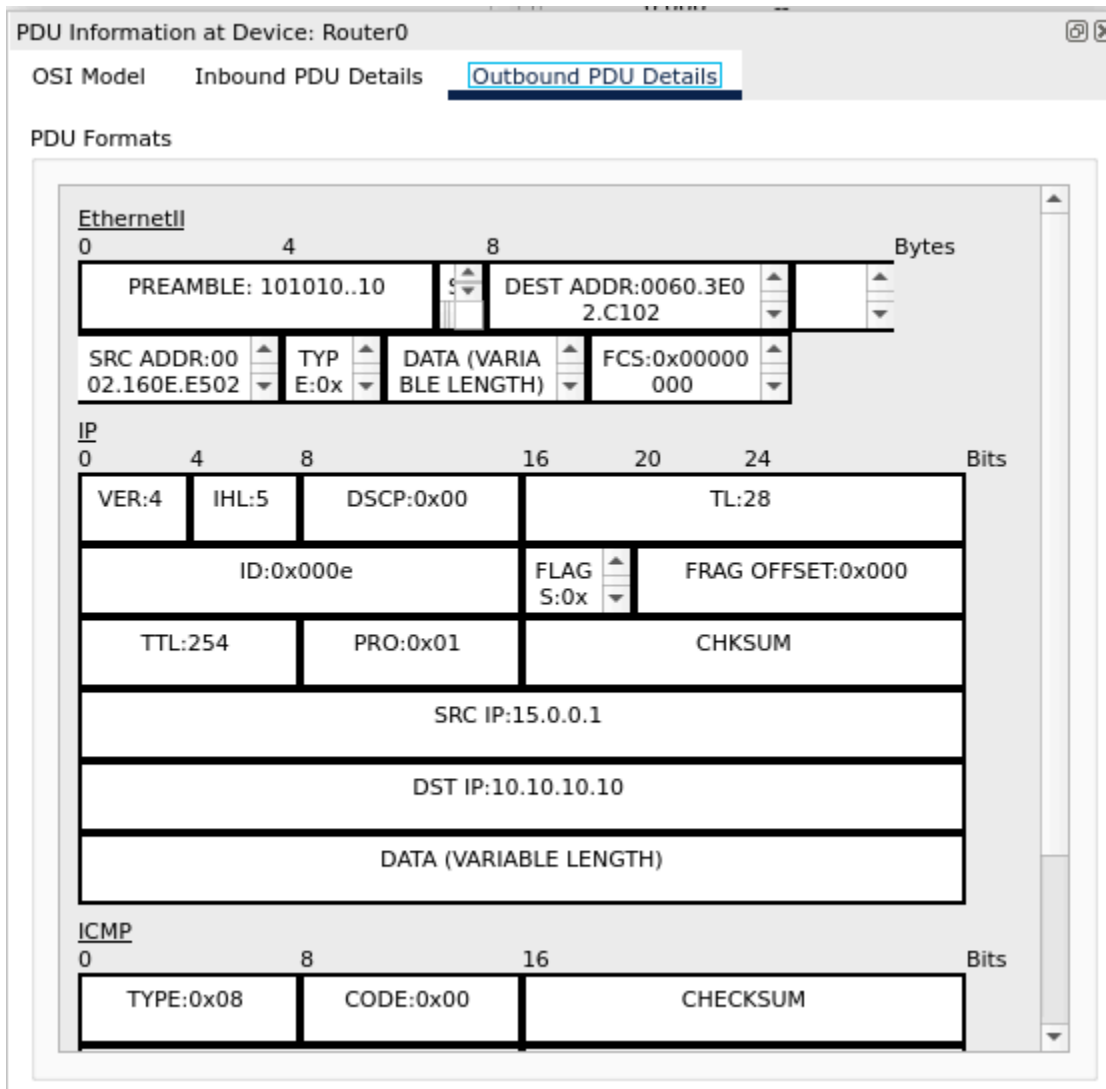 PDU Information at Device: Router0
OSI Model Inbound PDU Details Outbound PDU Details
PDU Formats
EthernetII
0 4 8 Bytes
PREAMBLE: 101010..10 DEST ADDR:0060.3E0
2.C102
SRC ADDR:00 TYP DATA (VARIA FCS:0x00000
02.160E.E502 E:0x BLE LENGTH) 000
IP
0 4 8 16 20 24 Bits
VER:4 IHL:5 DSCP:0x00 TL:28
ID:0x000e FLAG FRAG OFFSET:0x000
S:0x
TTL:254 PRO:0x01 CHKSUM
SRC IP:15.0.0.1
DST IP:10.10.10.10
DATA (VARIABLE LENGTH)
ICMP
0 8 16 Bits
TYPE:0x08 CODE:0x00 CHECKSUM